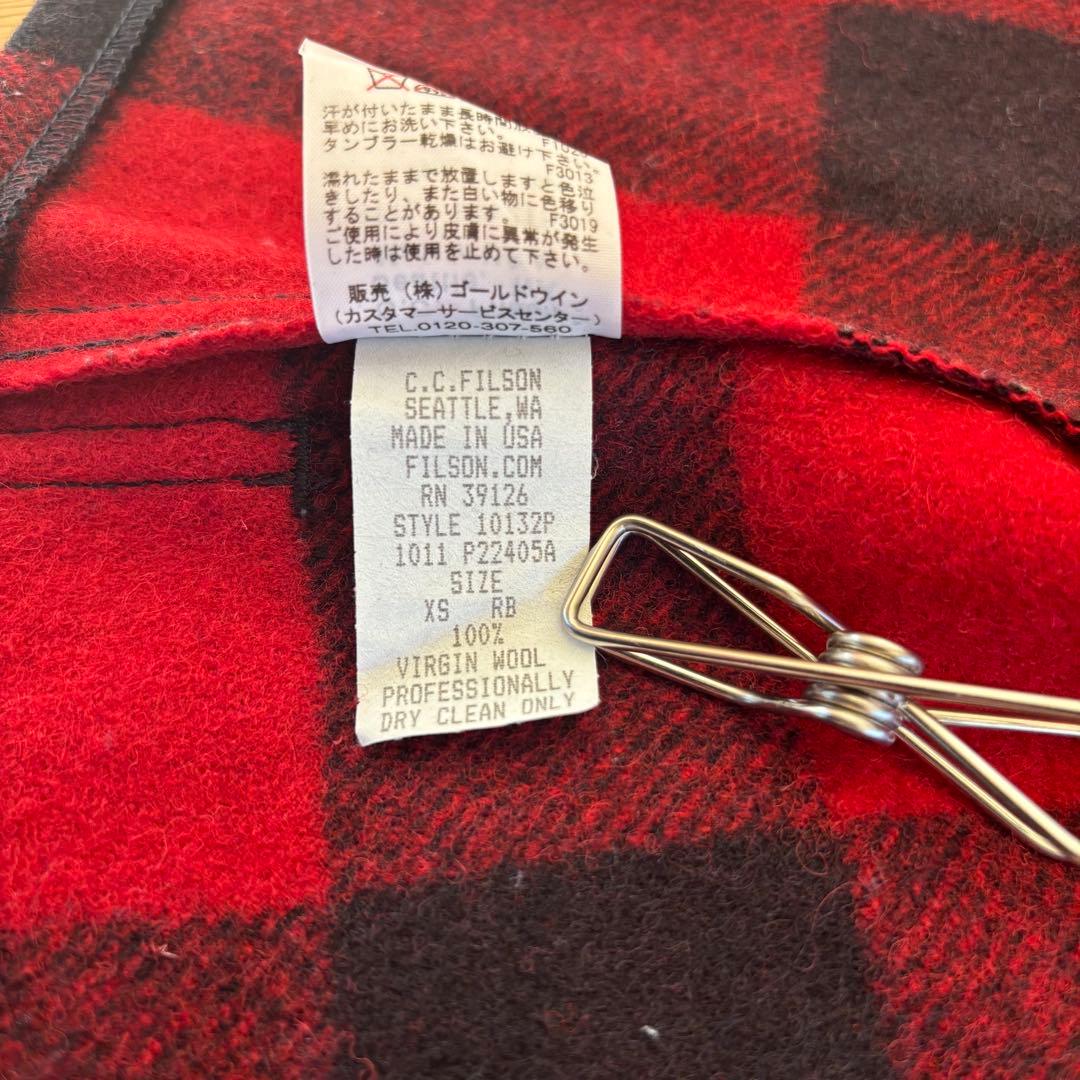 汗が付いたまま長時間放
早めにお洗い下さい。
タンブラー乾燥はお避け下さい。
F3013
濡れたままで放置しますと色泣
きしたり、また白い物に色移り
することがあります。 F3019
ご使用により皮膚に異常が発生
した時は使用を止めて下さい。
販売 (株)ゴールドウイン
(カスタマーサービスセンター)
TEL.0120-307-560
C.C.FILSON
SEATTLE,WA
MADE IN USA
FILSON.COM
RN 39126
STYLE 10132P
1011 P22405A
SIZE
XS RB
100%
VIRGIN WOOL
PROFESSIONALLY
DRY CLEAN ONLY